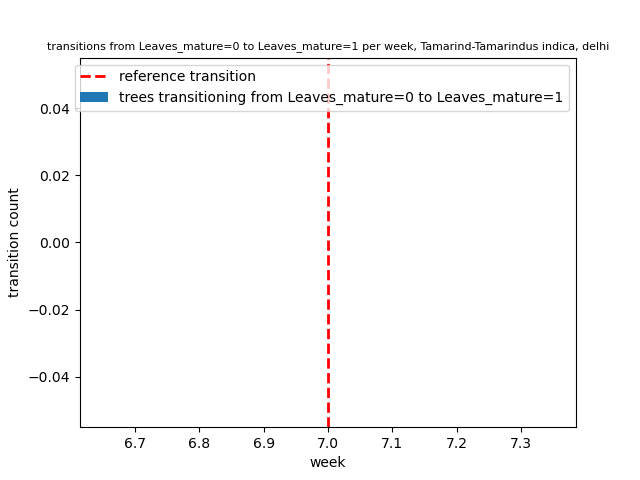 transitions from Leaves_mature=0 to Leaves_mature=1 per week, Tamarind-Tamarindus indica, delhi
reference transition
trees transitioning from Leaves_mature=0 to Leaves_mature=1
0.04
0.02
0.00
−0.02
−0.04
transition count
6.7 6.8 6.9 7.0 7.1 7.2 7.3
week